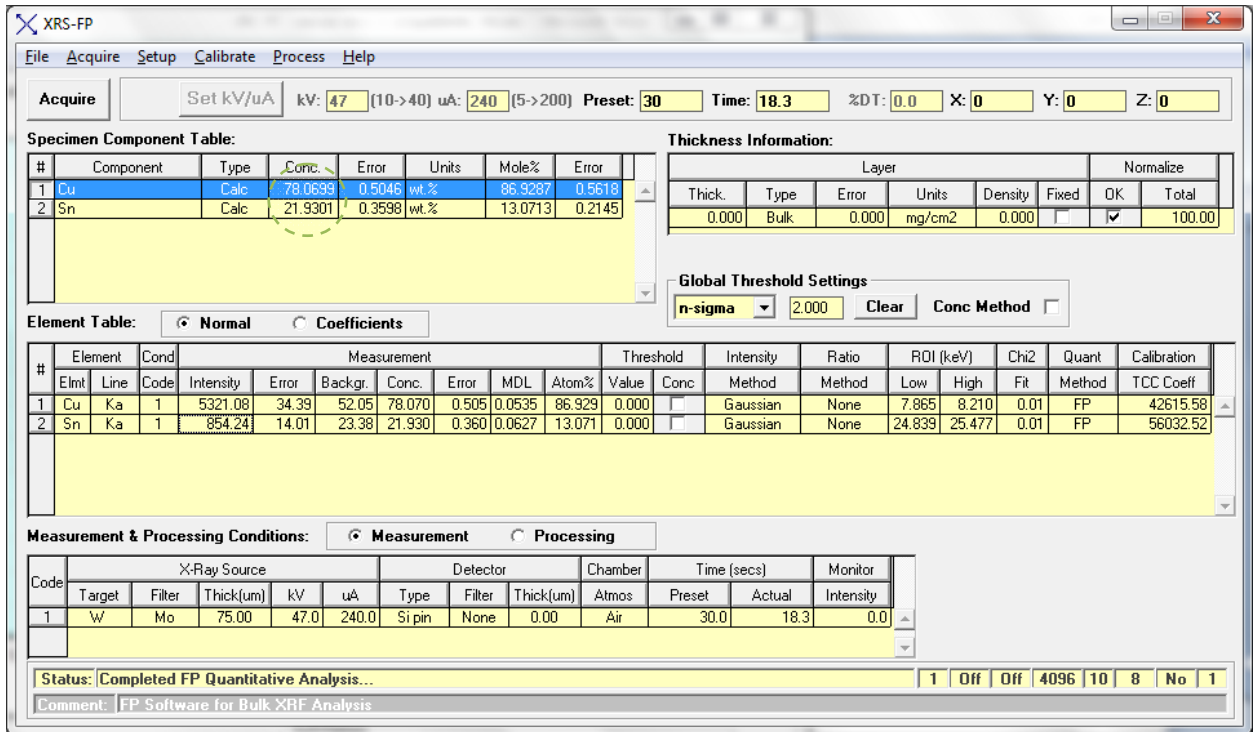 XRS-FP
File Acquire Setup Calibrate Process Help
Acquire Set kV/uA kV: 47 (10->40) uA: 240 (5->200) Preset: 30 Time: 18.3 %DT: 0.0 X: 0 Y: 0 Z: 0
Specimen Component Table: Thickness Information:
# Component Type Conc. Error Units Mole% Error
1 Cu Calc 78.0699 0.5046 wt.% 86.9287 0.5618
2 Sn Calc 21.9301 0.3598 wt.% 13.0713 0.2145
Layer Normalize
Thick. Type Error Units Density Fixed OK Total
0.000 Bulk 0.000 mg/cm2 0.000 100.00
Global Threshold Settings
n-sigma 2.000 Clear Conc Method
Element Table: Normal Coefficients
# Element Cond Measurement Threshold Intensity Ratio ROI (keV) Chi2 Quant Calibration
Elmt Line Code Intensity Error Backgr. Conc. Error MDL Atom% Value Conc Method Method Low High Fit Method TCC Coeff
1 Cu Ka 1 5321.08 34.39 52.05 78.070 0.505 0.0535 86.929 0.000 Gaussian None 7.865 8.210 0.01 FP 42615.58
2 Sn Ka 1 854.24 14.01 23.38 21.930 0.360 0.0627 13.071 0.000 Gaussian None 24.839 25.477 0.01 FP 56032.52
Measurement & Processing Conditions: Measurement Processing
Code X-Ray Source Detector Chamber Time (secs) Monitor
Target Filter Thick(um) kV uA Type Filter Thick(um) Atmos Preset Actual Intensity
1 W Mo 75.00 47.0 240.0 Si pin None 0.00 Air 30.0 18.3 0.0
Status: Completed FP Quantitative Analysis... 1 Off Off 4096 10 8 No 1
Comment: FP Software for Bulk XRF Analysis